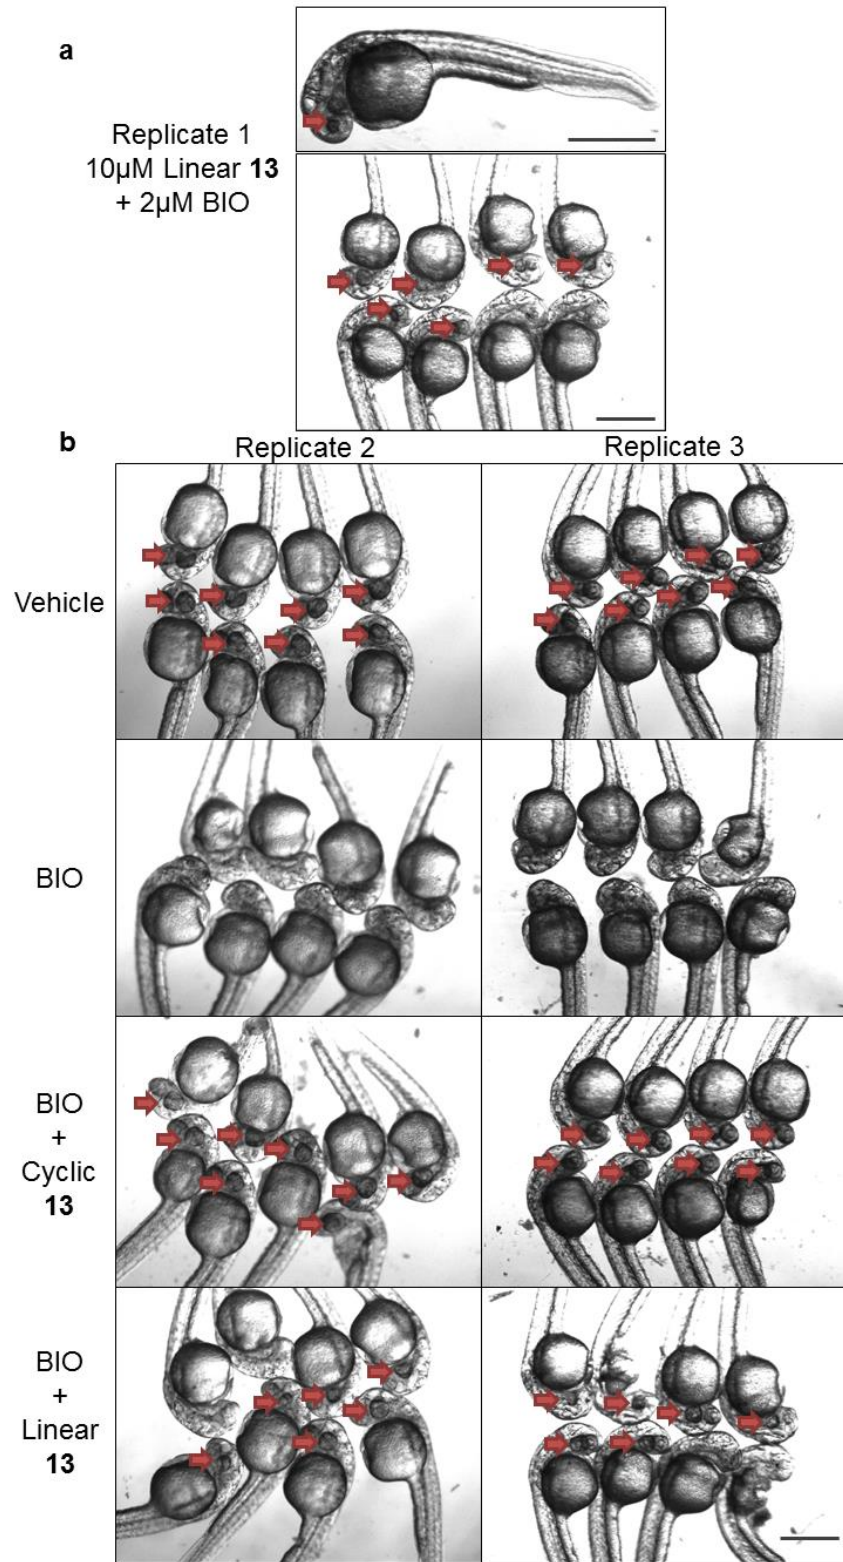 a
Replicate 1
10µM Linear 13
+ 2µM BIO
b
Replicate 2
Replicate 3
Vehicle
BIO
BIO
+
Cyclic
13
BIO
+
Linear
13